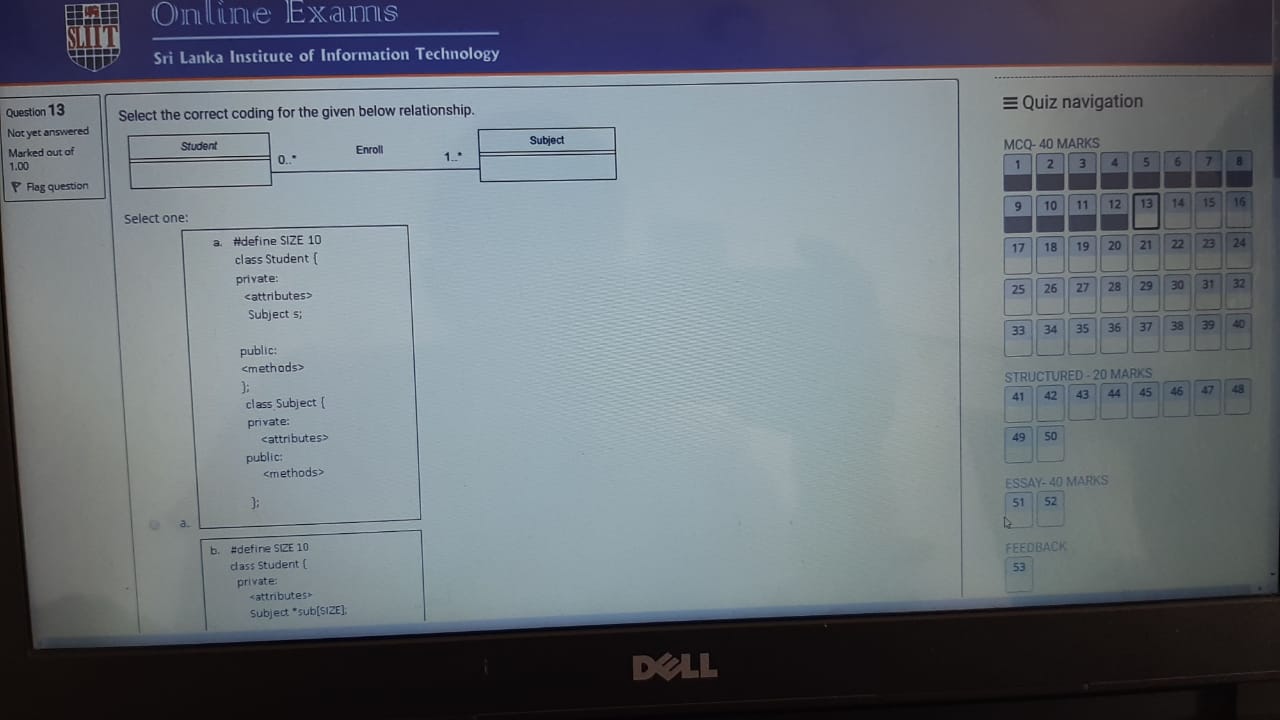 Online Exams
SLIIT
Sri Lanka Institute of Information Technology
Question 13
Not yet answered
Marked out of
1.00
Flag question
Select the correct coding for the given below relationship.
Student
0..*
Enroll
1..*
Subject
Select one:
a. #define SIZE 10
class Student {
private:
<attributes>
Subject s;
public:
<methods>
};
class Subject {
private:
<attributes>
public:
<methods>
};
a.
b. #define SIZE 10
class Student {
private:
<attributes>
Subject *sub[SIZE];
Quiz navigation
MCQ- 40 MARKS
1 2 3 4 5 6 7 8
9 10 11 12 13 14 15 16
17 18 19 20 21 22 23 24
25 26 27 28 29 30 31 32
33 34 35 36 37 38 39 40
STRUCTURED - 20 MARKS
41 42 43 44 45 46 47 48
49 50
ESSAY- 40 MARKS
51 52
FEEDBACK
53
DELL